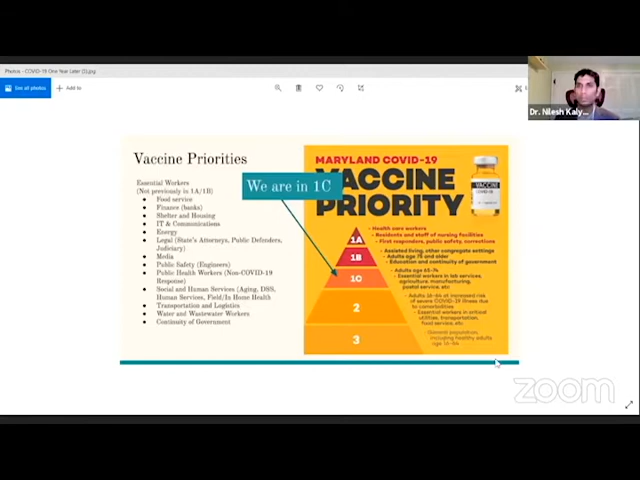 Photos - COVID-19 One Year Later (2).jpg
See all photos
+ Add to
Dr. Nilesh Kaly...
Vaccine Priorities
Essential Workers
(Not previously is 1A/1B)
• Food service
• Finance (banks)
• Shelter and Housing
• IT & Communications
• Energy
• Legal (State's Attorneys, Public Defenders,
Judiciary)
• Media
• Public Safety (Engineers)
• Public Health Workers (Non-COVID-19
Response)
• Social and Human Services (Aging, DSS,
Human Services, Field/In Home Health
• Transportation and Logistics
• Water and Wastewater Workers
• Continuity of Government
We are in 1C
MARYLAND COVID-19
VACCINE
PRIORITY
VACCINE
COVID-19
1A
- Health care workers
- Residents and staff of nursing facilities
- First responders, public safety, corrections
1B
- Assisted living, other congregate settings
- Adults age 75 and older
- Education and continuity of government
1C
- Adults age 65-74
- Essential workers in lab services,
agriculture, manufacturing,
postal service, etc
2
- Adults 16-64 at increased risk
of severe COVID-19 illness due
to comorbidities
- Essential workers in critical
utilities, transportation,
food service, etc.
3
- General population,
including healthy adults
age 16-64
zoom